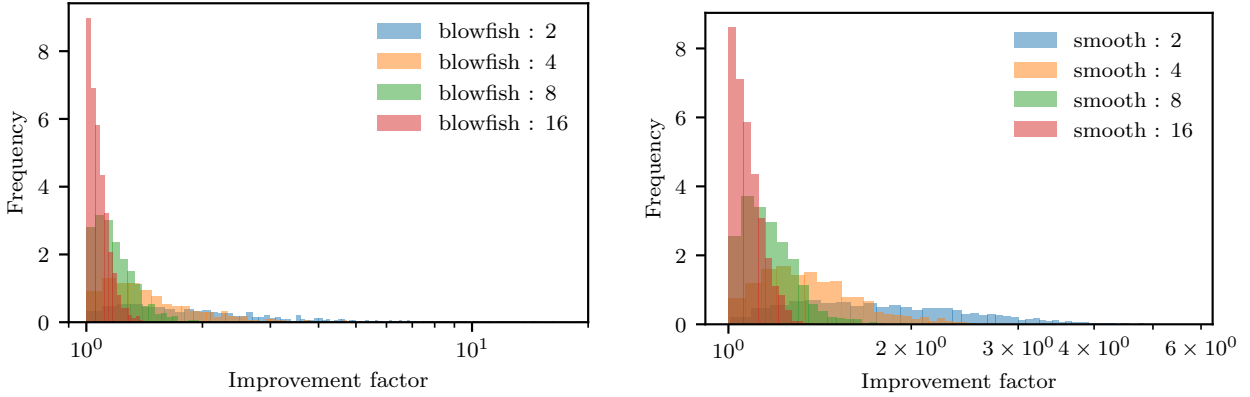 Frequency
8
6
4
2
0
blowfish : 2
blowfish : 4
blowfish : 8
blowfish : 16
10⁰
10¹
Improvement factor
Frequency
8
6
4
2
0
smooth : 2
smooth : 4
smooth : 8
smooth : 16
10⁰
2 × 10⁰
3 × 10⁰
4 × 10⁰
6 × 10⁰
Improvement factor